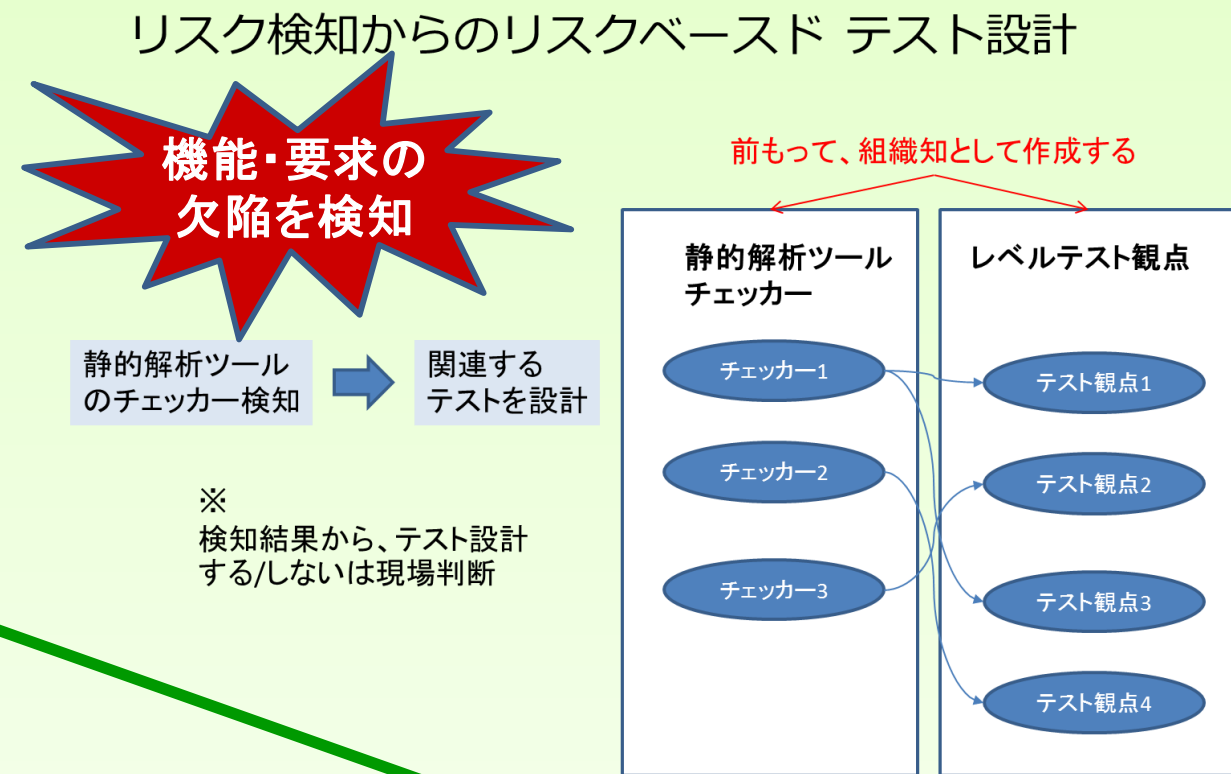 リスク検知からのリスクベースド テスト設計
機能・要求の
欠陥を検知
静的解析ツール
のチェッカー検知
関連する
テストを設計
※
検知結果から、テスト設計
する/しないは現場判断
前もって、組織知として作成する
静的解析ツール
チェッカー
チェッカー1
チェッカー2
チェッカー3
レベルテスト観点
テスト観点1
テスト観点2
テスト観点3
テスト観点4